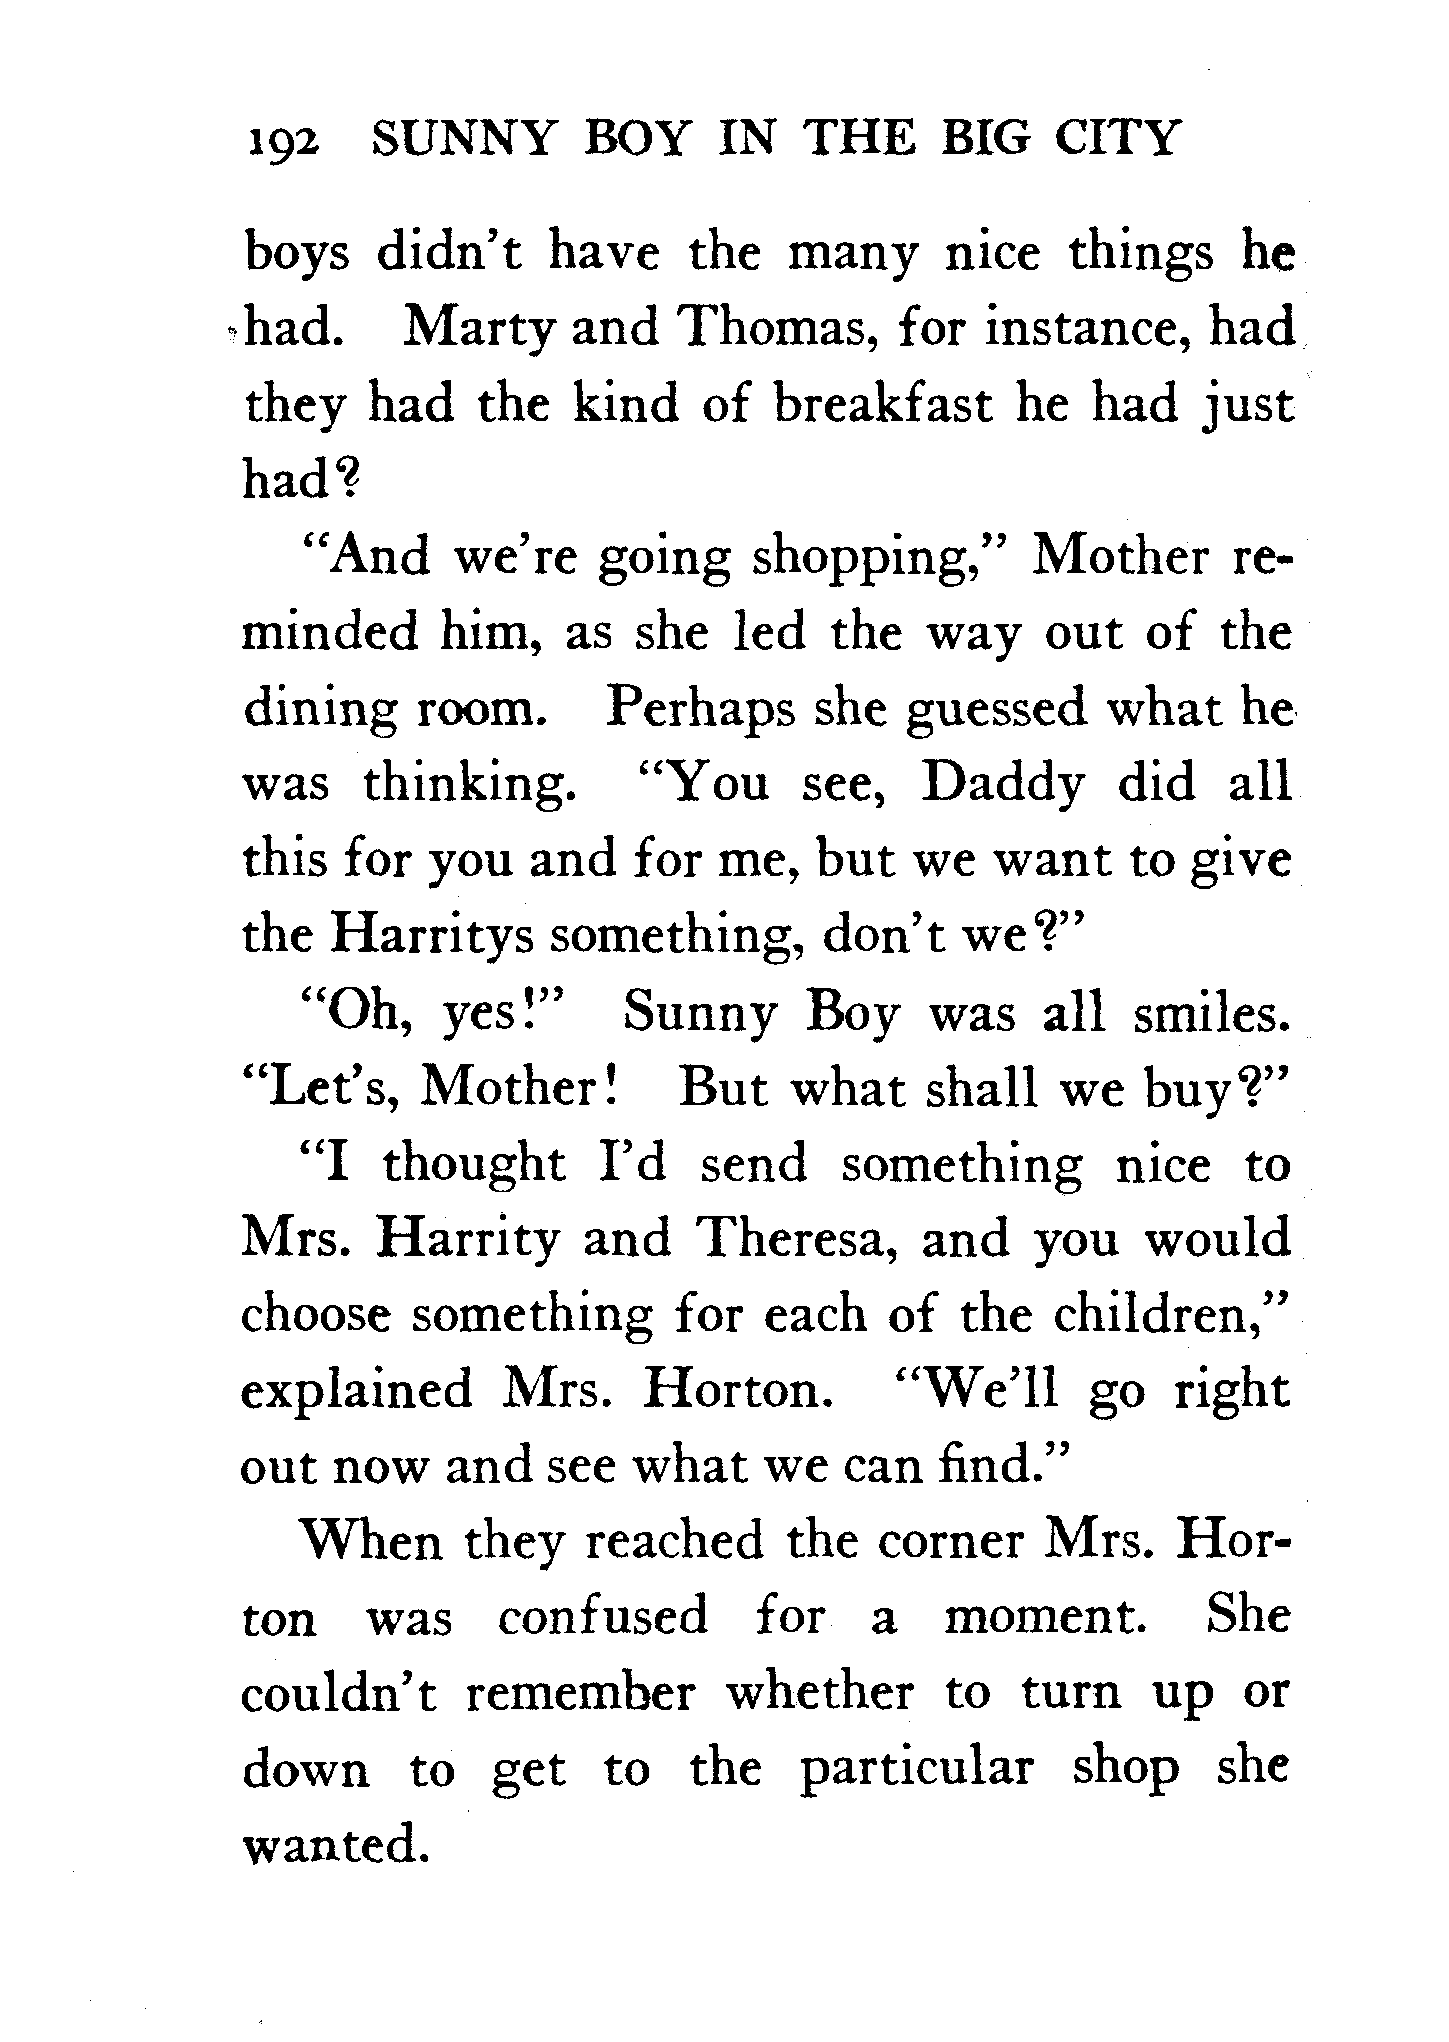 192 SUNNY BOY IN THE BIG CITY
boys didn't have the many nice things he
had. Marty and Thomas, for instance, had
they had the kind of breakfast he had just
had?
“And we're going shopping,” Mother re-
minded him, as she led the way out of the
dining room. Perhaps she guessed what he
was thinking. “You see, Daddy did all
this for you and for me, but we want to give
the Harritys something, don't we?”
“Oh, yes!” Sunny Boy was all smiles.
“Let's, Mother! But what shall we buy?”
“I thought I'd send something nice to
Mrs. Harrity and Theresa, and you would
choose something for each of the children,”
explained Mrs. Horton. “We'll go right
out now and see what we can find.”
When they reached the corner Mrs. Hor-
ton was confused for a moment. She
couldn't remember whether to turn up or
down to get to the particular shop she
wanted.